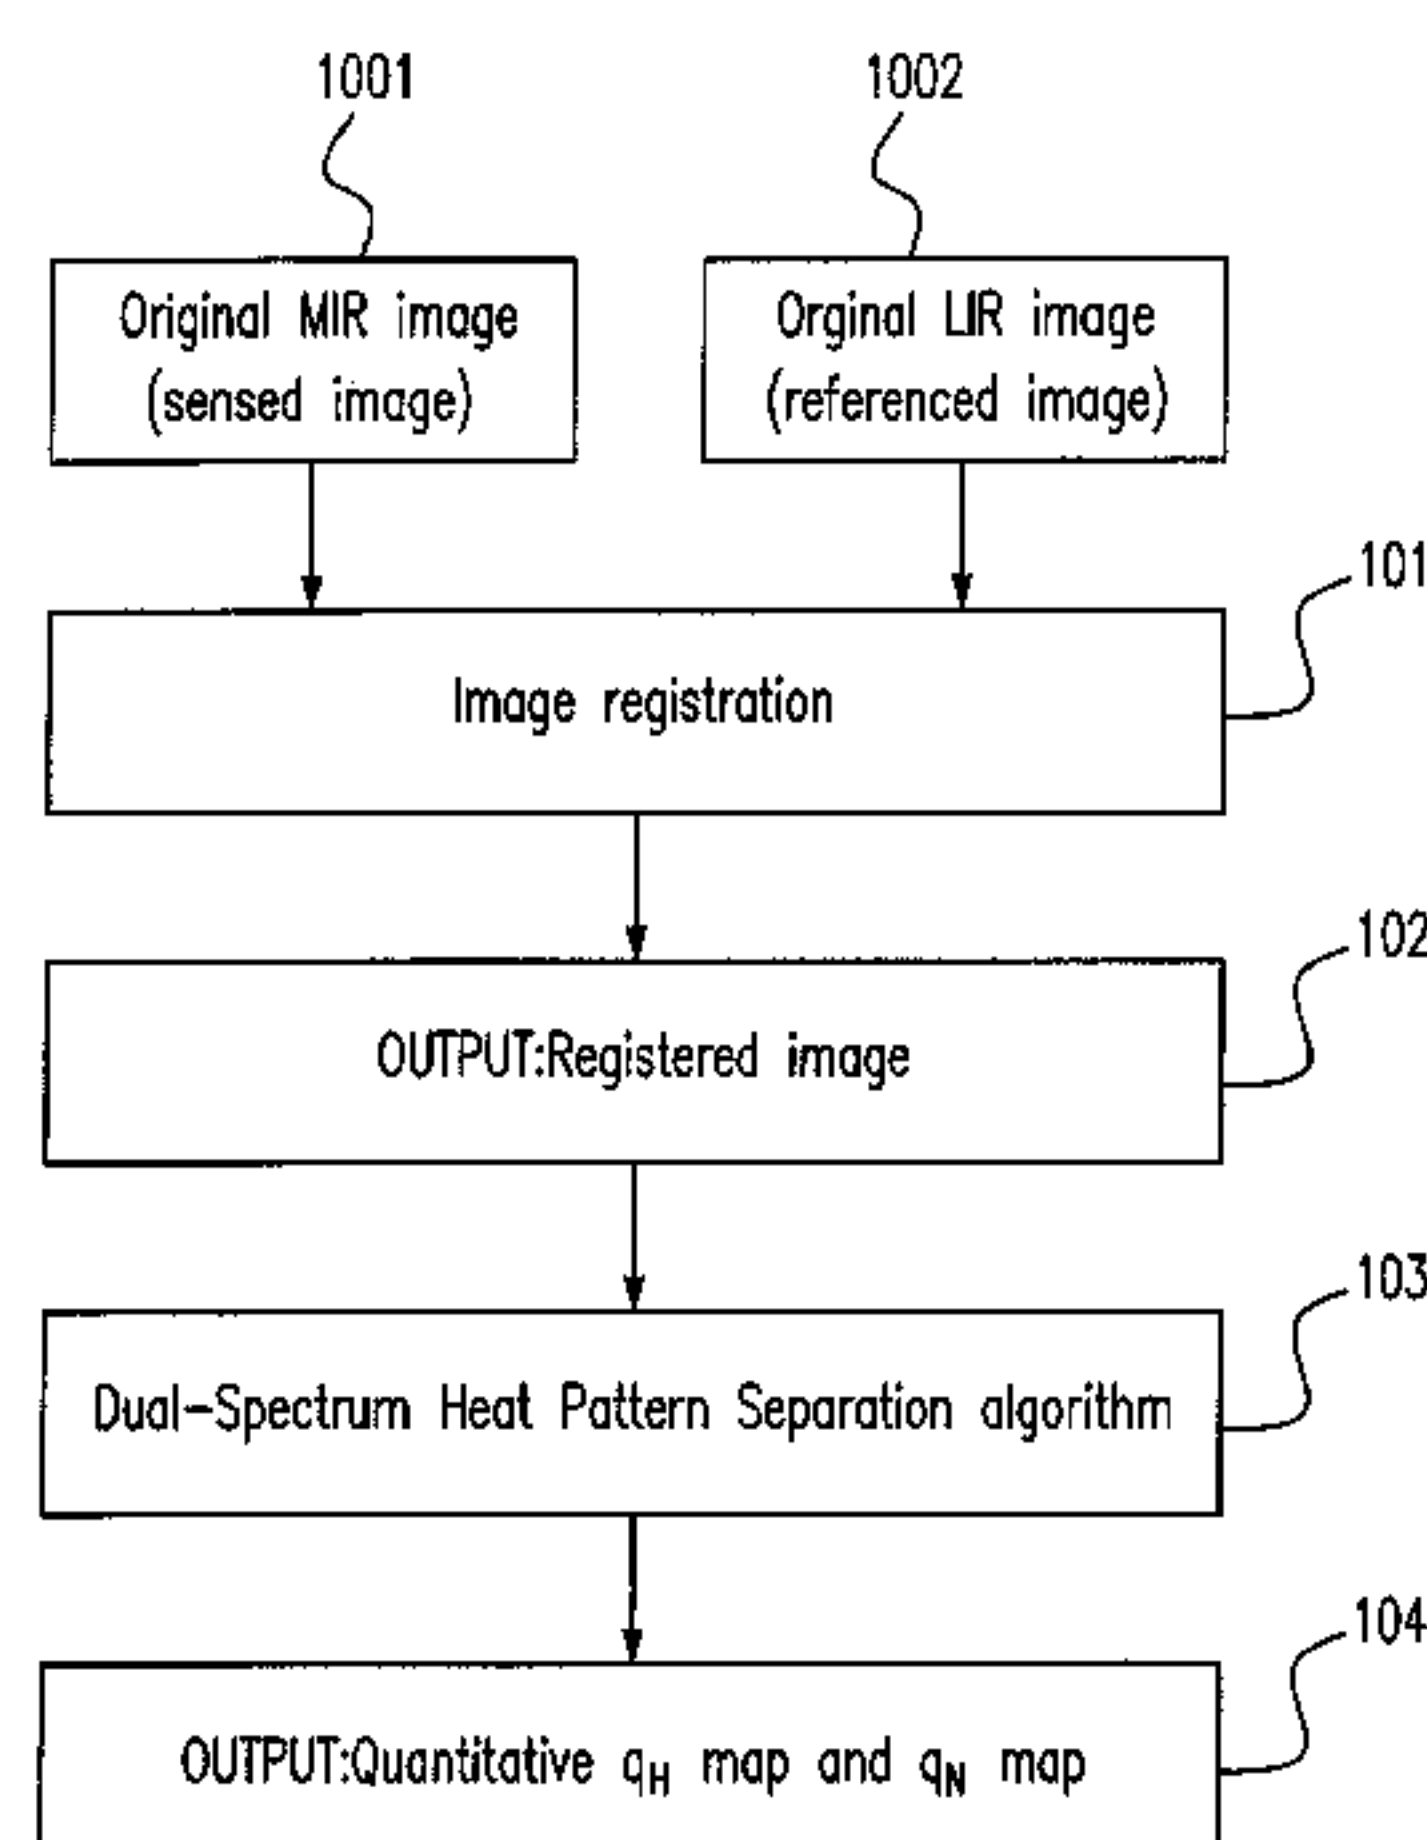 1001
1002
Original MIR image
(sensed image)
Orginal LIR image
(referenced image)
101
Image registration
102
OUTPUT:Registered image
103
Dual-Spectrum Heat Pattern Separation algorithm
104
OUTPUT:Quantitative qH map and qN map